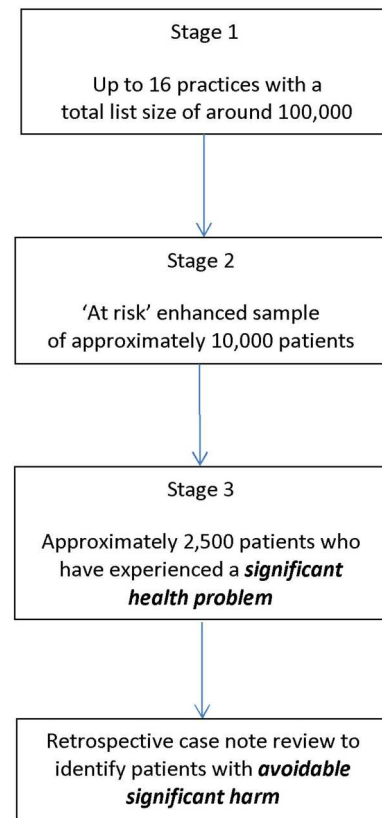 Stage 1
Up to 16 practices with a
total list size of around 100,000
Stage 2
‘At risk’ enhanced sample
of approximately 10,000 patients
Stage 3
Approximately 2,500 patients who
have experienced a significant
health problem
Retrospective case note review to
identify patients with avoidable
significant harm